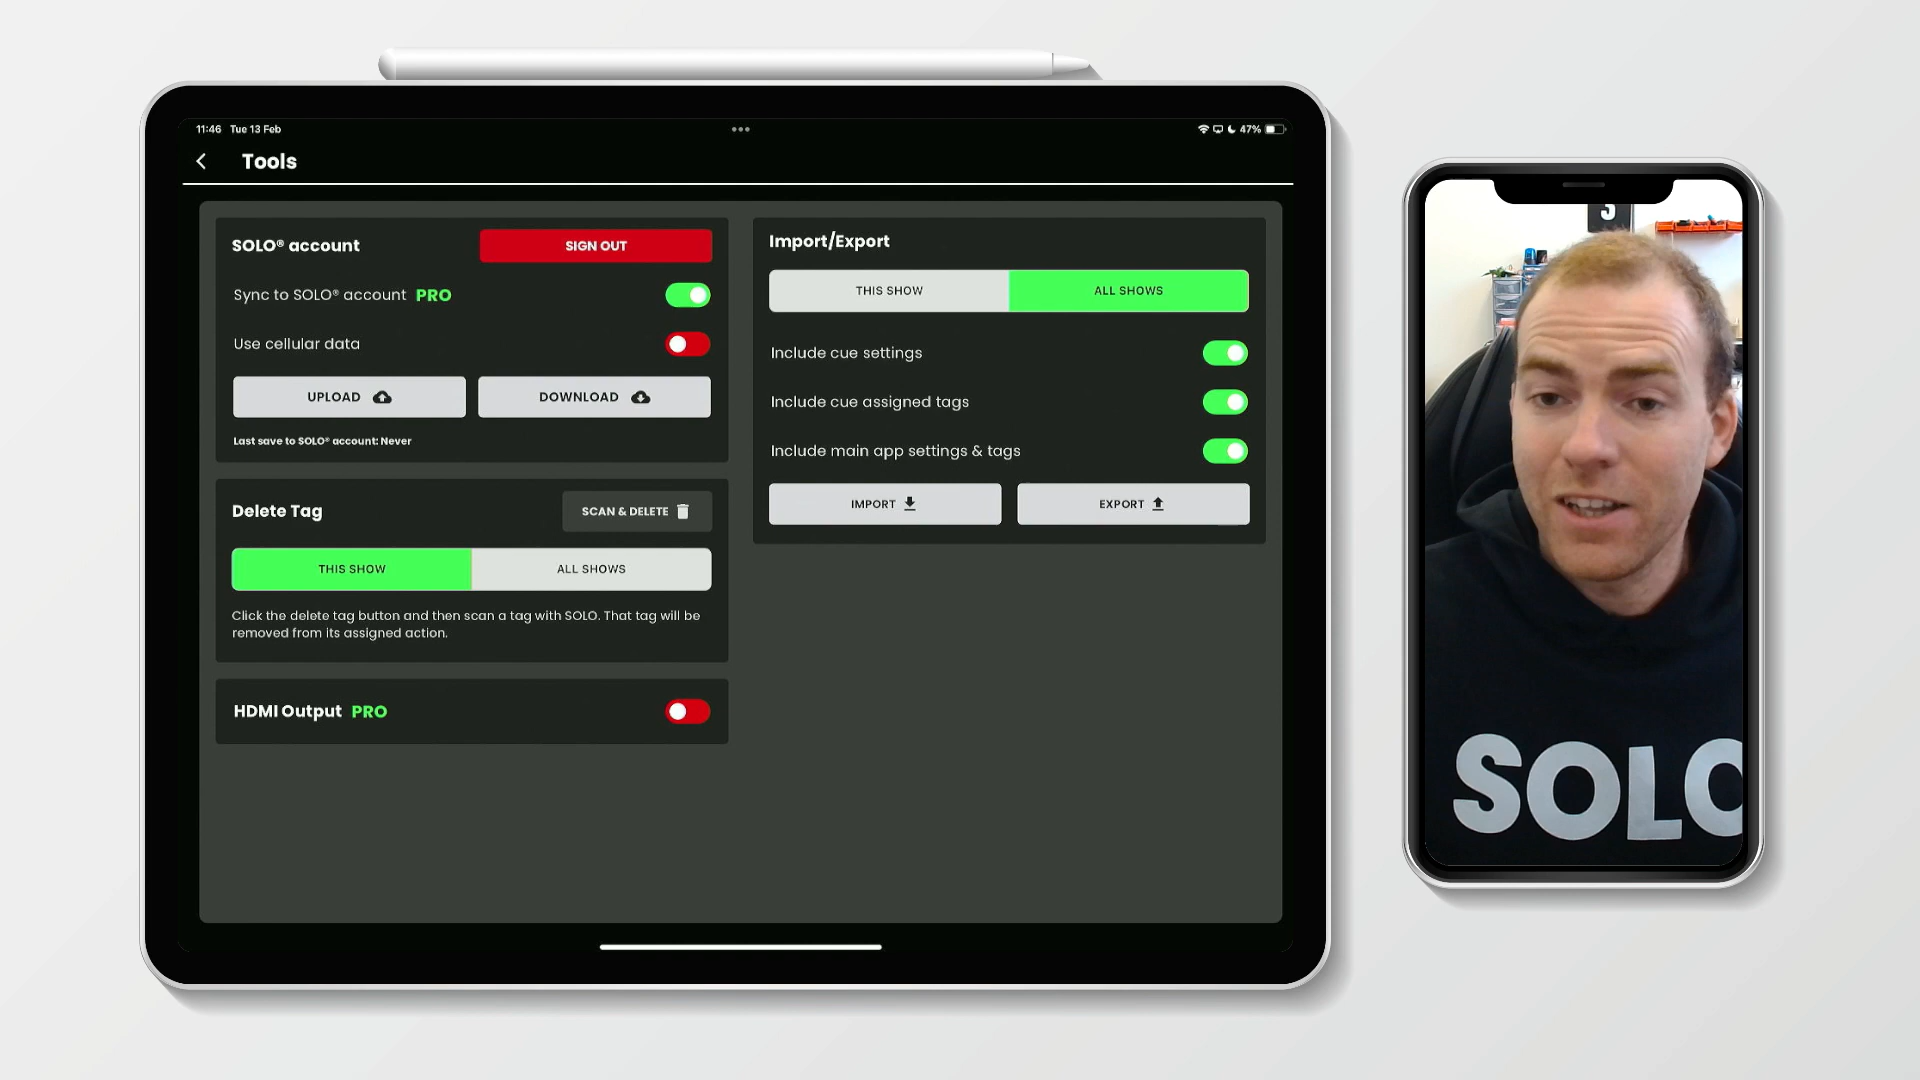 11:46 Tue 13 Feb
47%
Tools
SOLO® account
SIGN OUT
Sync to SOLO® account PRO
Use cellular data
UPLOAD
DOWNLOAD
Last save to SOLO® account: Never
Delete Tag
SCAN & DELETE
THIS SHOW
ALL SHOWS
Click the delete tag button and then scan a tag with SOLO. That tag will be
removed from its assigned action.
HDMI Output PRO
Import/Export
THIS SHOW
ALL SHOWS
Include cue settings
Include cue assigned tags
Include main app settings & tags
IMPORT
EXPORT
SOLO